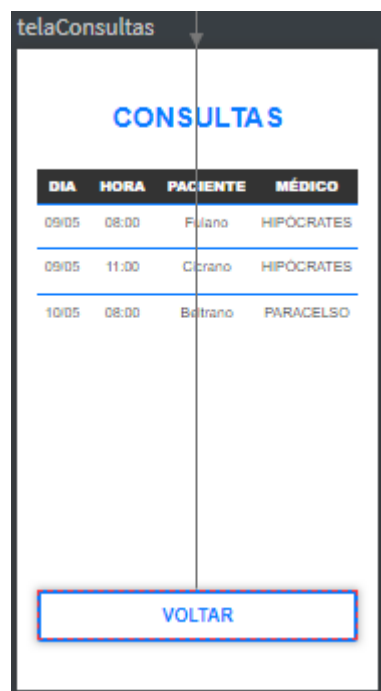 telaConsultas
CONSULTAS
DIA HORA PACIENTE MÉDICO
09/05 08:00 Fulano HIPÓCRATES
09/05 11:00 Cicrano HIPÓCRATES
10/05 08:00 Beltrano PARACELSO
VOLTAR